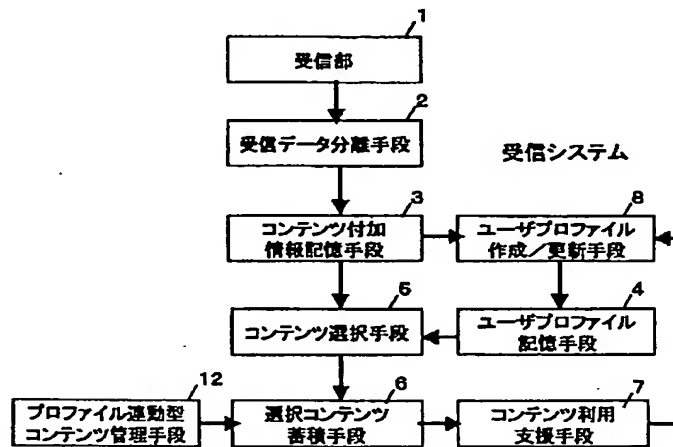 1
受信部
2
受信データ分離手段
受信システム
3
コンテンツ付加
情報記憶手段
8
ユーザプロファイル
作成／更新手段
5
コンテンツ選択手段
4
ユーザプロファイル
記憶手段
12
プロファイル連動型
コンテンツ管理手段
6
選択コンテンツ
蓄積手段
7
コンテンツ利用
支援手段